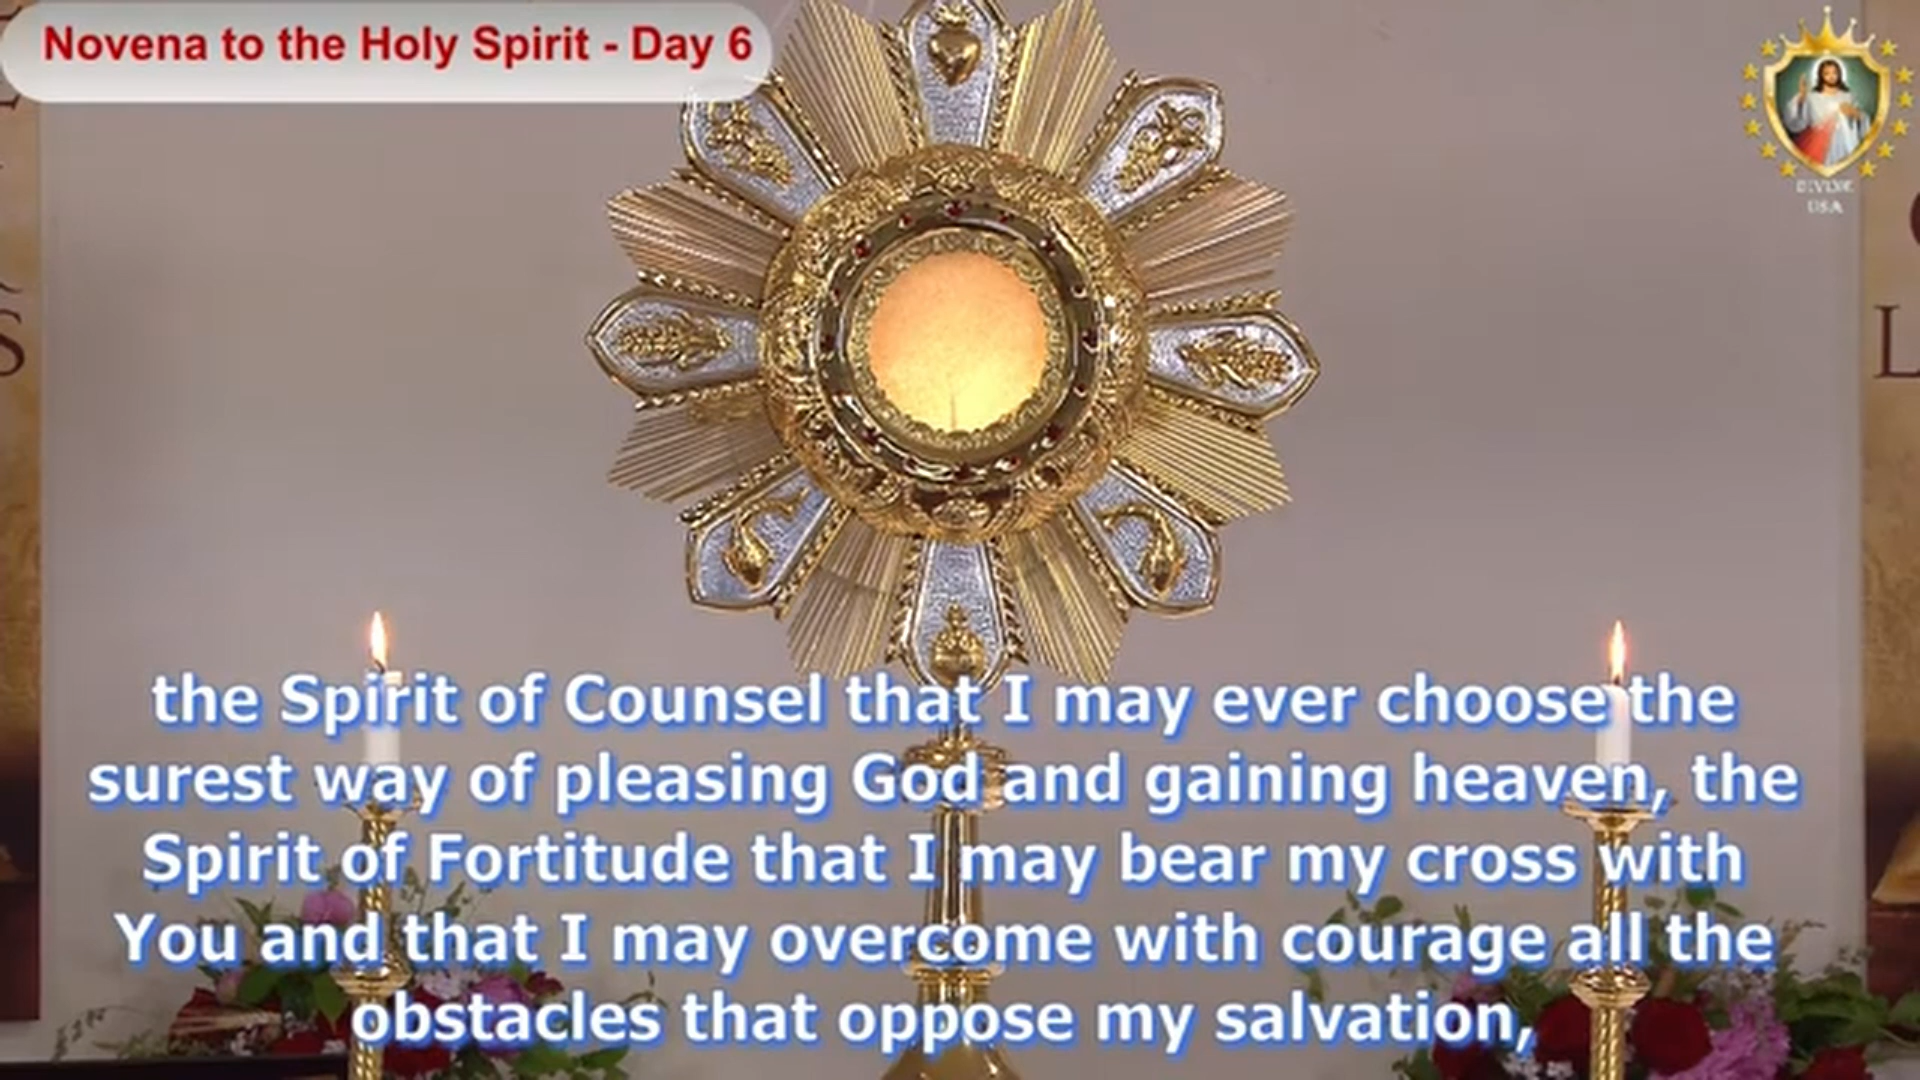 Novena to the Holy Spirit - Day 6
DIVINE
USA
S
L
the Spirit of Counsel that I may ever choose the
surest way of pleasing God and gaining heaven, the
Spirit of Fortitude that I may bear my cross with
You and that I may overcome with courage all the
obstacles that oppose my salvation,